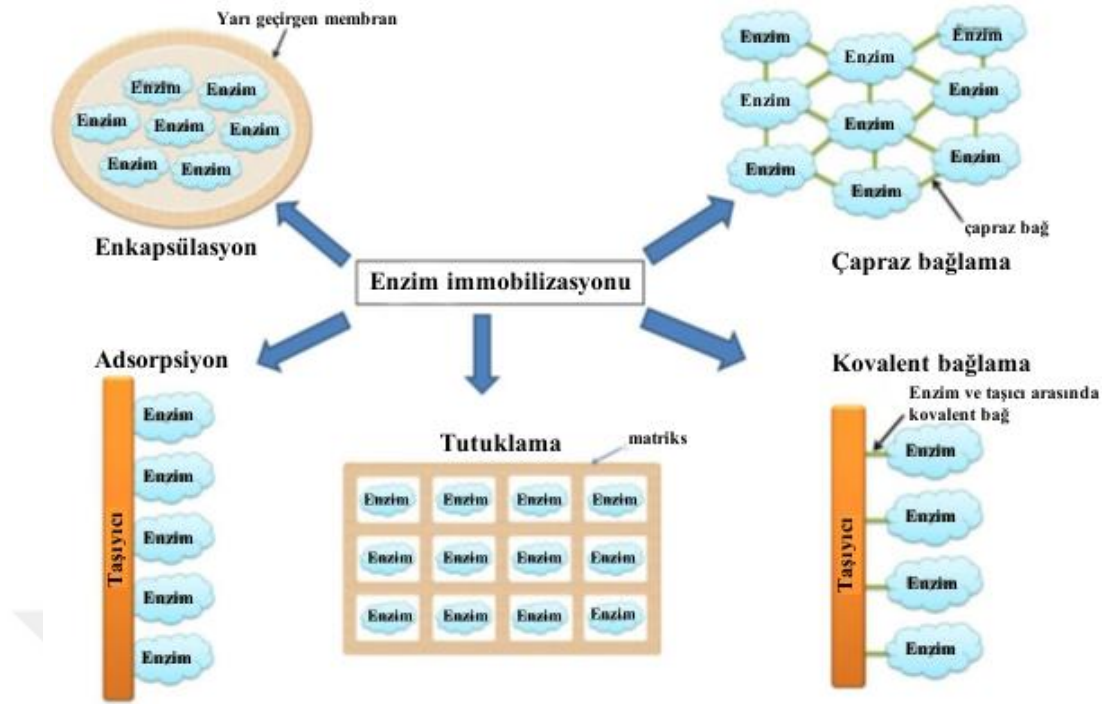 Yarı geçirgen membran
Enzim
Enzim
Enzim
Enzim
Enzim
Enzim
Enzim
Enkapsülasyon
Enzim
Enzim
Enzim
Enzim
Enzim
Enzim
Enzim
Enzim
Enzim
Enzim
çapraz bağ
Çapraz bağlama
Enzim immobilizasyonu
Adsorpsiyon
Taşıyıcı
Enzim
Enzim
Enzim
Enzim
Enzim
Tutuklama
matriks
Enzim
Enzim
Enzim
Enzim
Enzim
Enzim
Enzim
Enzim
Enzim
Enzim
Enzim
Enzim
Kovalent bağlama
Enzim ve taşıcı arasında
kovalent bağ
Taşıyıcı
Enzim
Enzim
Enzim
Enzim